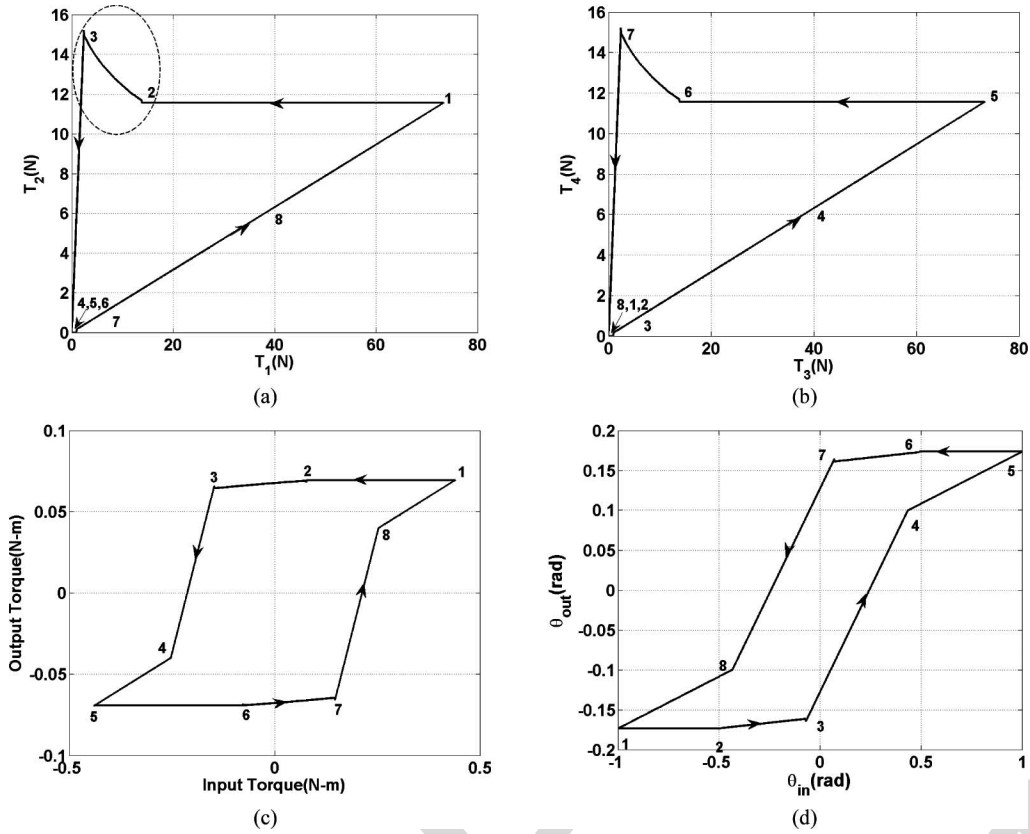 16
14
12
10
8
6
4
2
0
T2(N)
3
2
1
8
4,5,6
7
0 20 40 60 80
T1(N)
(a)
16
14
12
10
8
6
4
2
0
T4(N)
7
6
5
4
8,1,2
3
0 20 40 60 80
T3(N)
(b)
0.1
0.05
0
-0.05
-0.1
Output Torque(N-m)
3 2 1
8
4
5 6 7
-0.5 0 0.5
Input Torque(N-m)
(c)
0.2
0.15
0.1
0.05
0
-0.05
-0.1
-0.15
-0.2
θout(rad)
7 6
5
4
8
1 2 3
-1 -0.5 0 0.5 1
θin(rad)
(d)